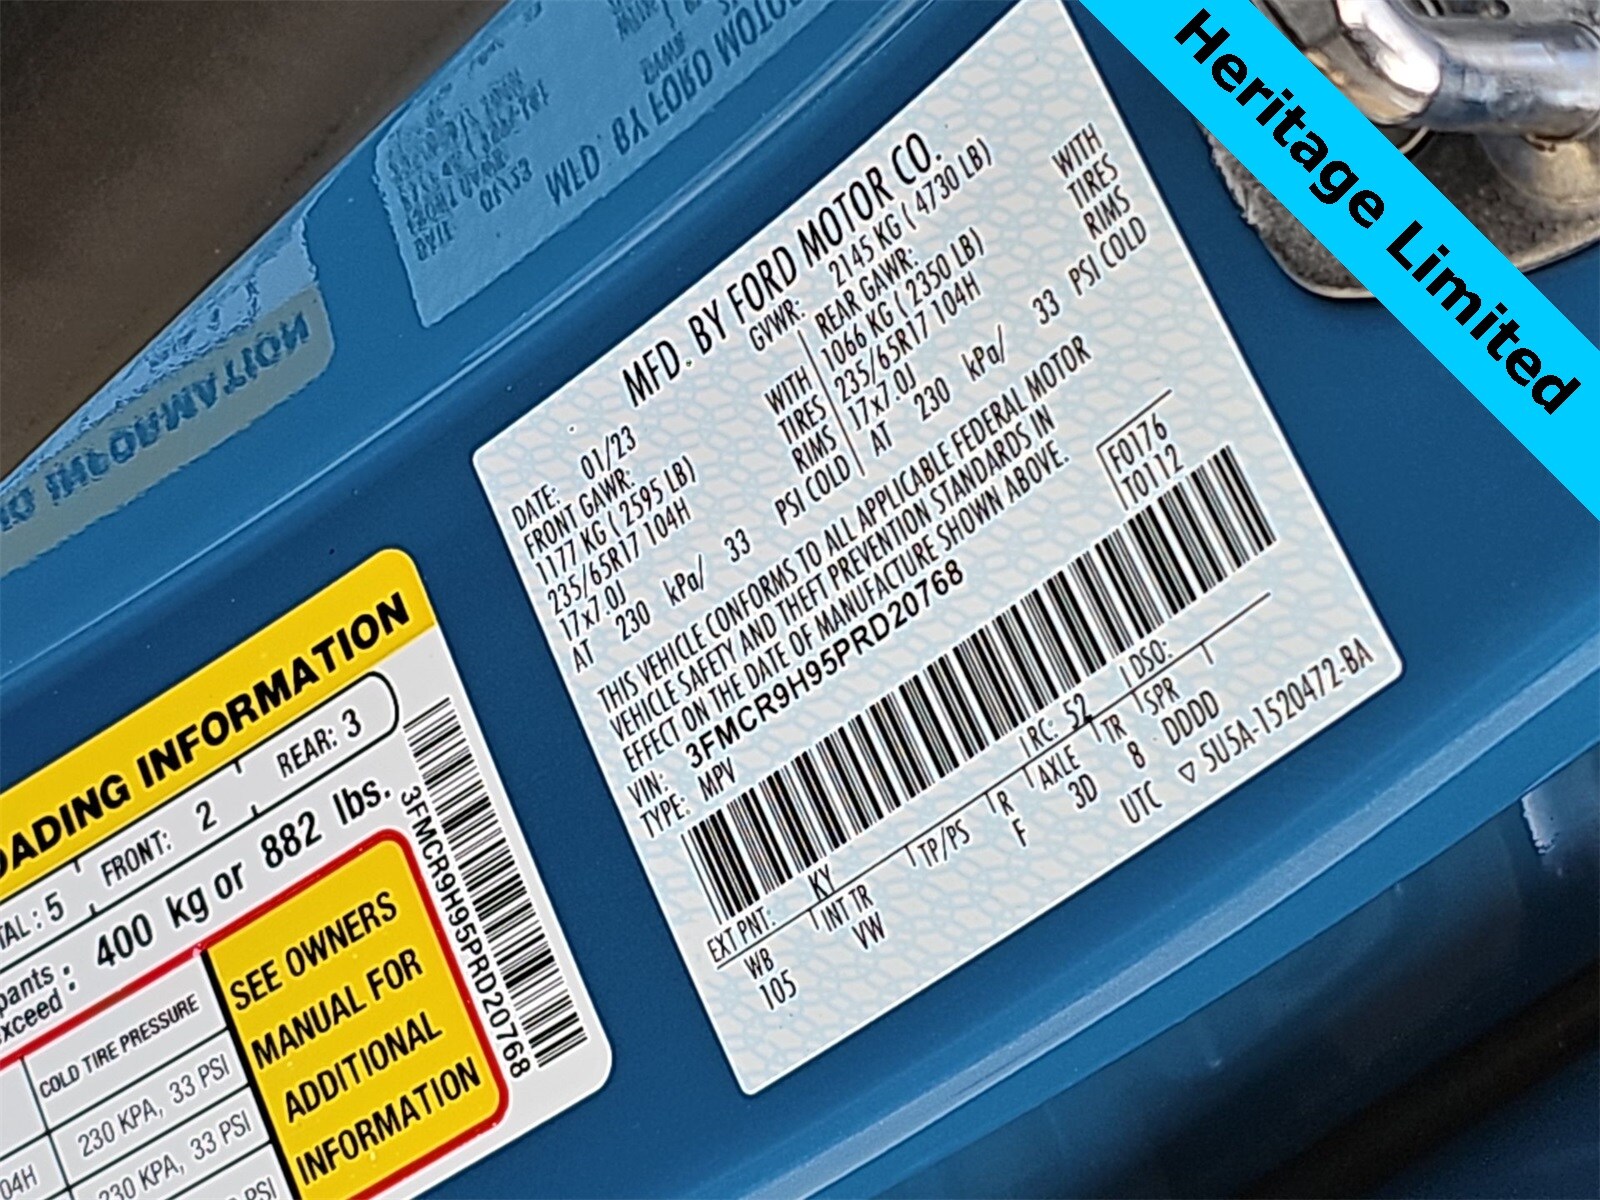 Heritage Limited
MFD. BY FORD MOTOR CO.
DATE: 01/23 GVWR: 2145 KG ( 4730 LB)
FRONT GAWR: REAR GAWR:
1177 KG ( 2595 LB) WITH 1066 KG ( 2350 LB) WITH
235/65R17 104H TIRES 235/65R17 104H TIRES
17x7.0J RIMS 17x7.0J RIMS
AT 230 kPa/ 33 PSI COLD AT 230 kPa/ 33 PSI COLD
THIS VEHICLE CONFORMS TO ALL APPLICABLE FEDERAL MOTOR
VEHICLE SAFETY AND THEFT PREVENTION STANDARDS IN
EFFECT ON THE DATE OF MANUFACTURE SHOWN ABOVE.
VIN: 3FMCR9H95PRD20768
TYPE: MPV
F0176
T0112
EXT PNT: KY RC: 52 DSO:
WB INT TR TP/PS R AXLE TR SPR
105 VW F 3D 8 DDDD
UTC ▽ 5U5A-1520472-BA
OADING INFORMATION
TAL: 5 FRONT: 2 REAR: 3
pants
xceed : 400 kg or 882 lbs.
COLD TIRE PRESSURE
230 KPA, 33 PSI
04H 230 KPA, 33 PSI
PSI
SEE OWNERS
MANUAL FOR
ADDITIONAL
INFORMATION
3FMCR9H95PRD20768